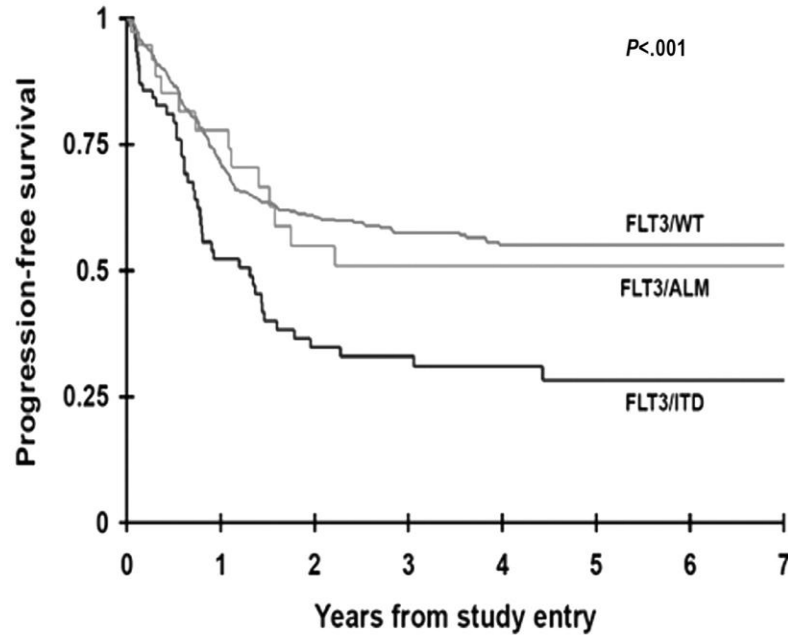 P<.001
Progression-free survival
1
0.75
0.5
0.25
0
FLT3/WT
FLT3/ALM
FLT3/ITD
0 1 2 3 4 5 6 7
Years from study entry